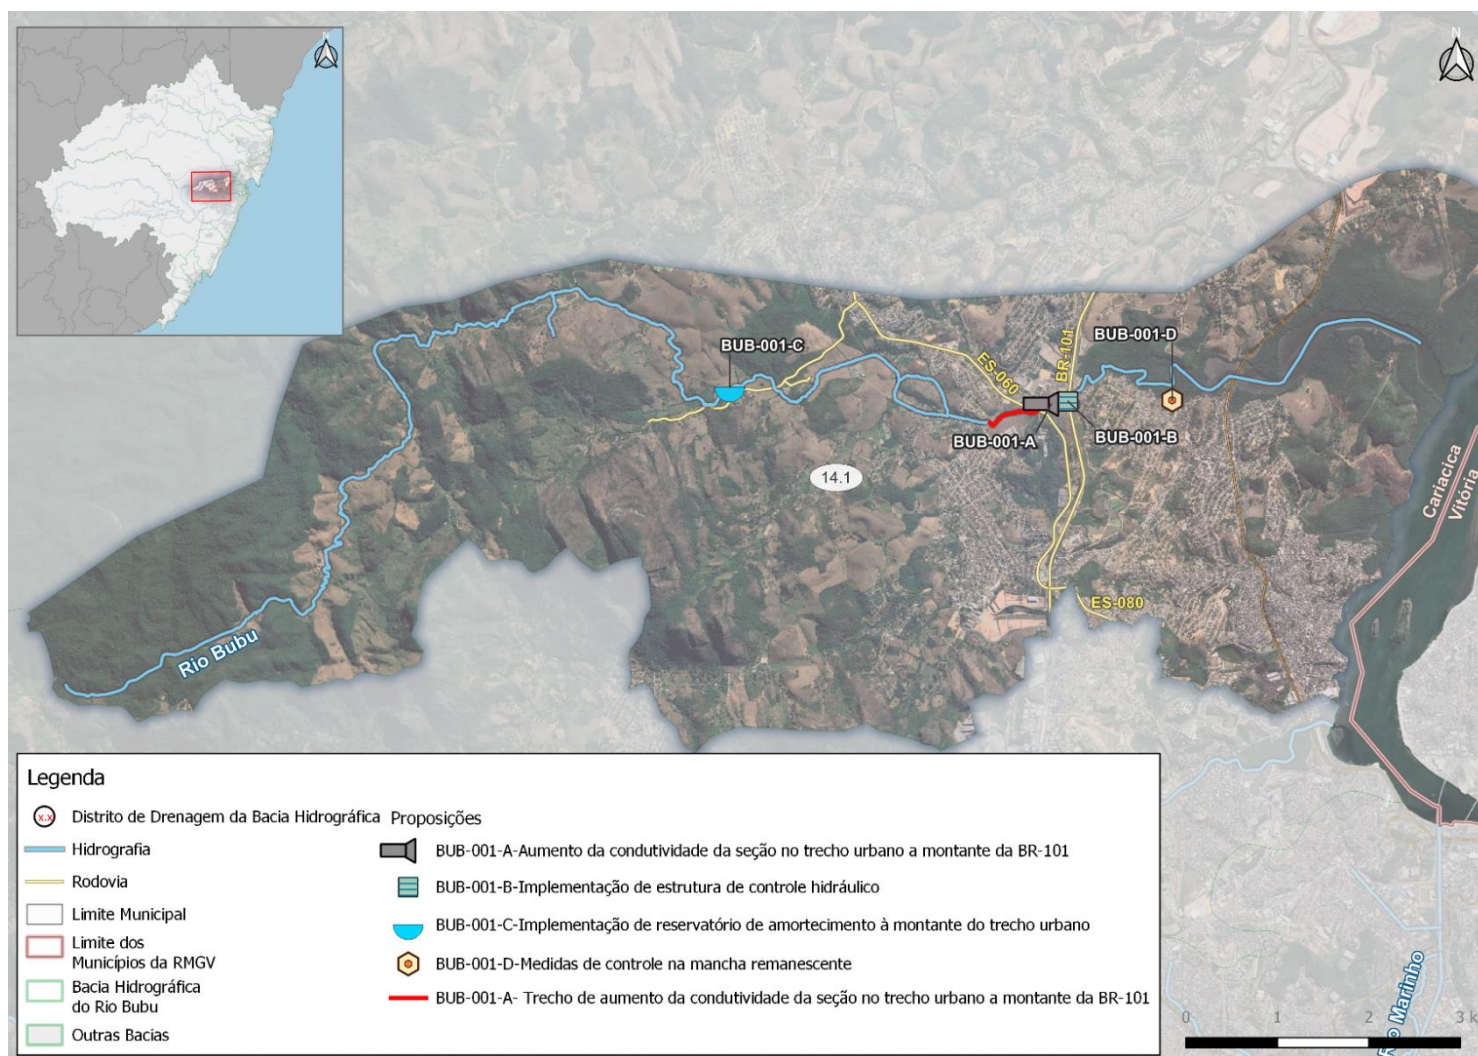 N
N
BUB-001-C
ES-060
BR-101
BUB-001-D
BUB-001-A
BUB-001-B
14.1
Cariacica
Vitória
ES-080
Rio Bubu
Legenda
x.x Distrito de Drenagem da Bacia Hidrográfica
Hidrografia
Rodovia
Limite Municipal
Limite dos
Municípios da RMGV
Bacia Hidrográfica
do Rio Bubu
Outras Bacias
Proposições
BUB-001-A-Aumento da condutividade da seção no trecho urbano a montante da BR-101
BUB-001-B-Implementação de estrutura de controle hidráulico
BUB-001-C-Implementação de reservatório de amortecimento à montante do trecho urbano
BUB-001-D-Medidas de controle na mancha remanescente
BUB-001-A- Trecho de aumento da condutividade da seção no trecho urbano a montante da BR-101
Rio Marinho
0 1 2 3 k